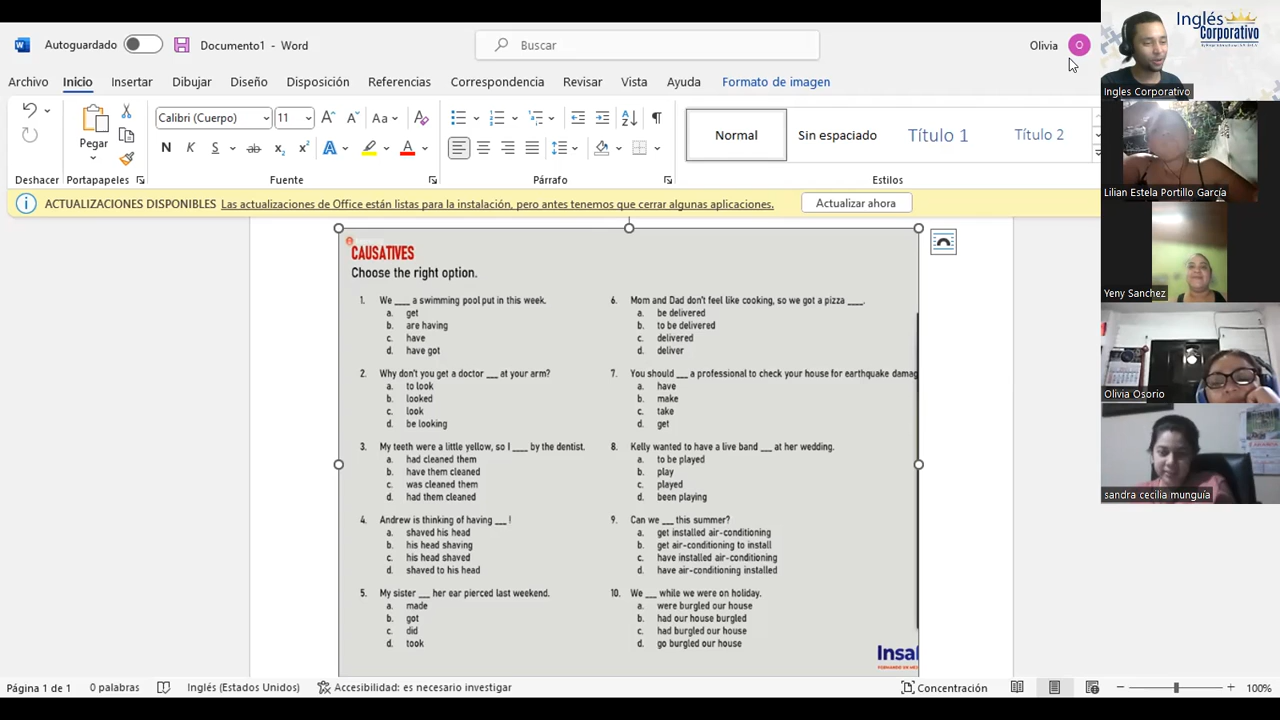 Autoguardado
Documento1 - Word
Buscar
Olivia
O
Archivo Inicio Insertar Dibujar Diseño Disposición Referencias Correspondencia Revisar Vista Ayuda Formato de imagen
Pegar
Calibri (Cuerpo) 11
Normal
Sin espaciado
Título 1
Título 2
Deshacer Portapapeles Fuente Párrafo Estilos
ACTUALIZACIONES DISPONIBLES Las actualizaciones de Office están listas para la instalación, pero antes tenemos que cerrar algunas aplicaciones. Actualizar ahora
CAUSATIVES
Choose the right option.
1. We ____ a swimming pool put in this week.
a. get
b. are having
c. have
d. have got
2. Why don't you get a doctor ___ at your arm?
a. to look
b. looked
c. look
d. be looking
3. My teeth were a little yellow, so I ____ by the dentist.
a. had cleaned them
b. have them cleaned
c. was cleaned them
d. had them cleaned
4. Andrew is thinking of having ___ !
a. shaved his head
b. his head shaving
c. his head shaved
d. shaved to his head
5. My sister ___ her ear pierced last weekend.
a. made
b. got
c. did
d. took
6. Mom and Dad don't feel like cooking, so we got a pizza ____.
a. be delivered
b. to be delivered
c. delivered
d. deliver
7. You should ___ a professional to check your house for earthquake damag
a. have
b. make
c. take
d. get
8. Kelly wanted to have a live band ___ at her wedding.
a. to be played
b. play
c. played
d. been playing
9. Can we ___ this summer?
a. get installed air-conditioning
b. get air-conditioning to install
c. have installed air-conditioning
d. have air-conditioning installed
10. We ___ while we were on holiday.
a. were burgled our house
b. had our house burgled
c. had burgled our house
d. go burgled our house
Insa
Página 1 de 1 0 palabras Inglés (Estados Unidos) Accesibilidad: es necesario investigar Concentración 100%
Inglés
Corporativo
Ingles Corporativo
Lilian Estela Portillo García
Yeny Sanchez
Olivia Osorio
sandra cecilia munguía